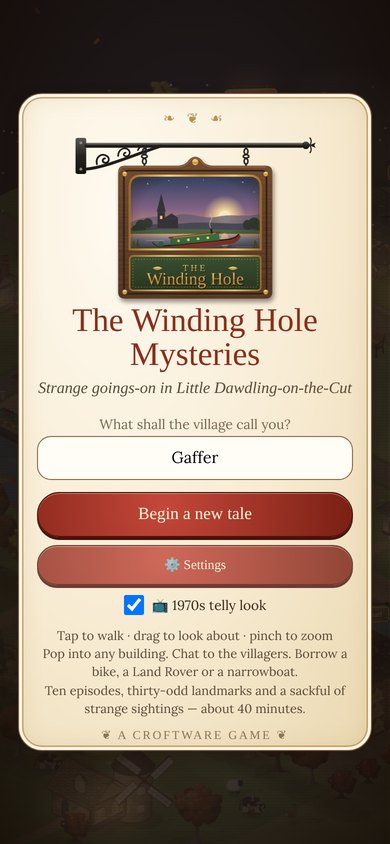 THE
Winding Hole
The Winding Hole
Mysteries
Strange goings-on in Little Dawdling-on-the-Cut
What shall the village call you?
Gaffer
Begin a new tale
⚙️ Settings
📺 1970s telly look
Tap to walk · drag to look about · pinch to zoom
Pop into any building. Chat to the villagers. Borrow a
bike, a Land Rover or a narrowboat.
Ten episodes, thirty-odd landmarks and a sackful of
strange sightings — about 40 minutes.
❦ A CROFTWARE GAME ❦